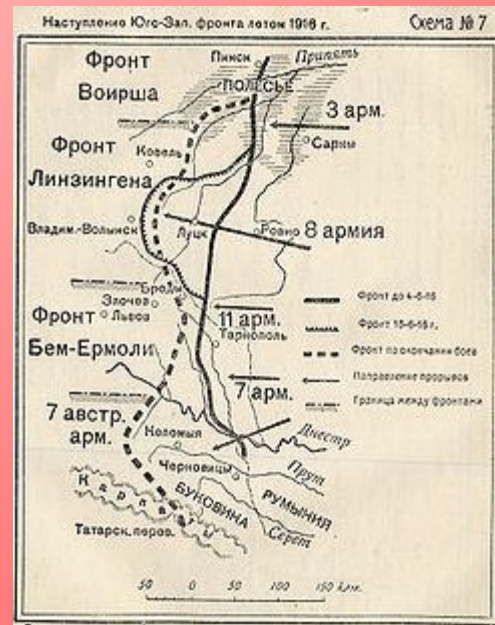 Наступление Юго-Зап. фронта летом 1916 г. Схема № 7
Фронт
Воирша
Пинск
Припять
ПОЛЕСЬЕ
3 арм.
Сарны
Фронт
Линзингена
Ковель
Владим.-Волынск
Луцк
Ровно
8 армия
Броды
Злочев
Львов
Фронт
Бем-Ермоли
11 арм.
Тарнополь
7 арм.
Фронт до 4-6-16
Фронт 15-6-16 г.
Фронт по окончании боев
Направление прорывов
Граница между фронтами
7 австр.
арм.
Коломыя
Днестр
Черновицы
Прут
Карпаты
БУКОВИНА
РУМЫНИЯ
Серет
Татарск. перев.
50 0 50 100 150 клм.